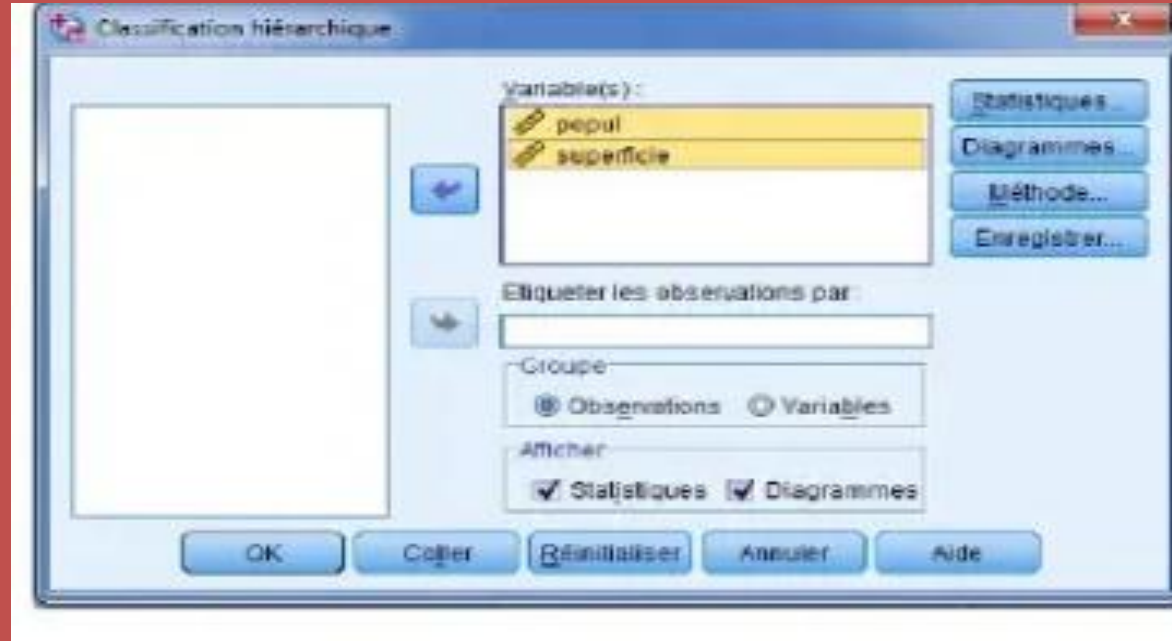 Classification hiérarchique
Variable(s) :
popul
superficie
Statistiques...
Diagrammes...
Méthode...
Enregistrer...
Etiqueter les observations par :
Groupe
Observations Variables
Afficher
Statistiques Diagrammes
OK Coller Réinitialiser Annuler Aide